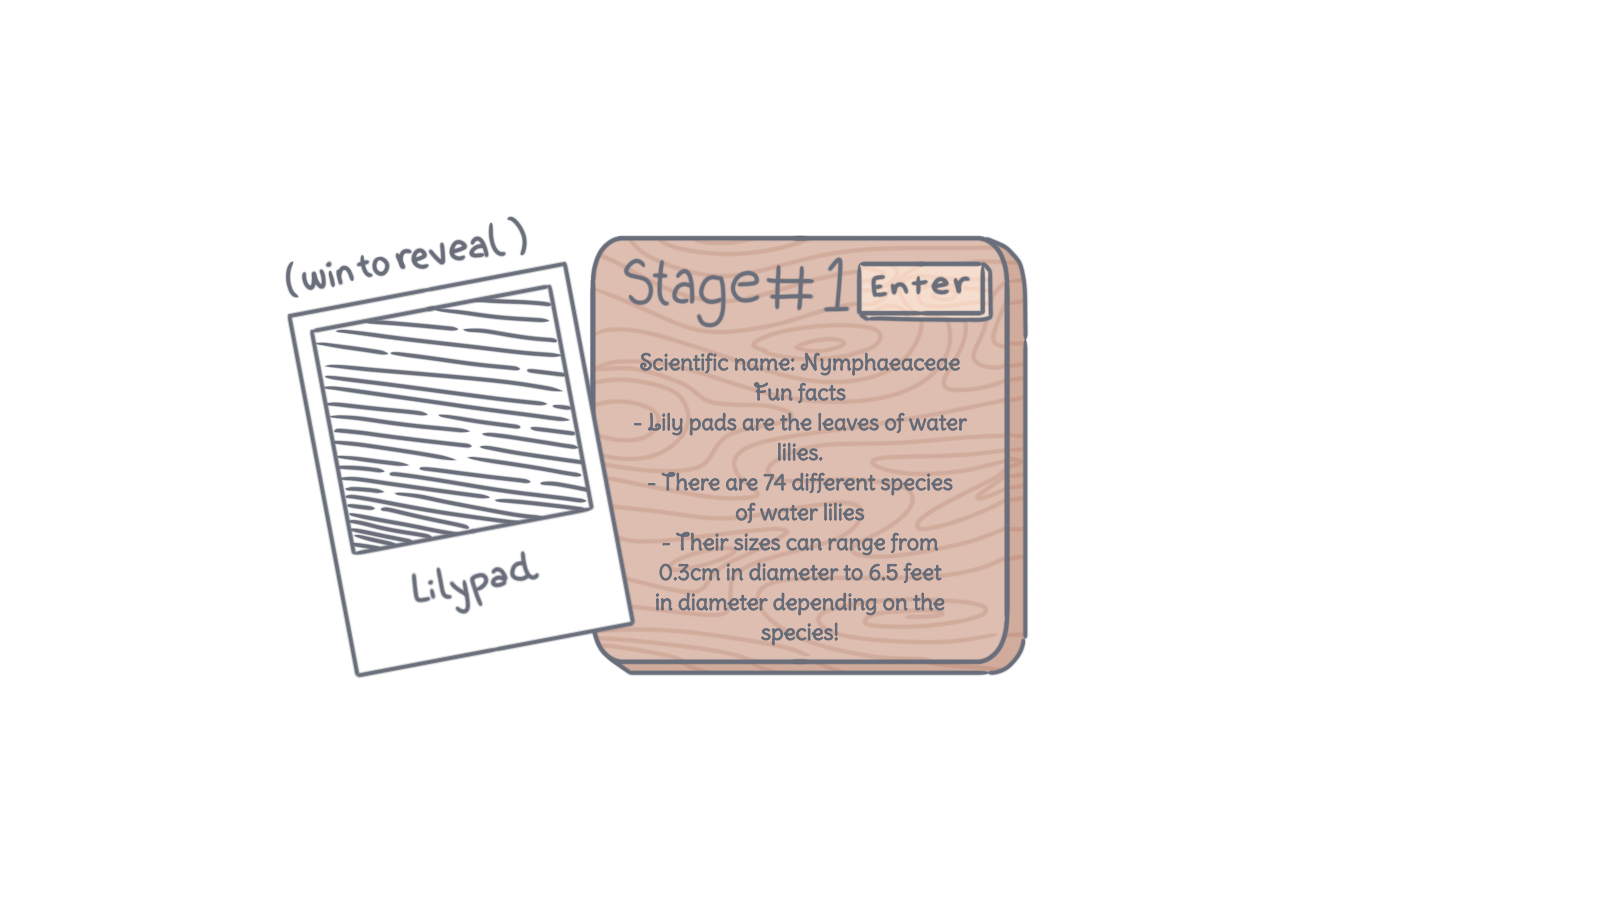 (win to reveal)
Lilypad
Stage #1
Enter
Scientific name: Nymphaeaceae
Fun facts
- Lily pads are the leaves of water
lilies.
- There are 74 different species
of water lilies
- Their sizes can range from
0.3cm in diameter to 6.5 feet
in diameter depending on the
species!